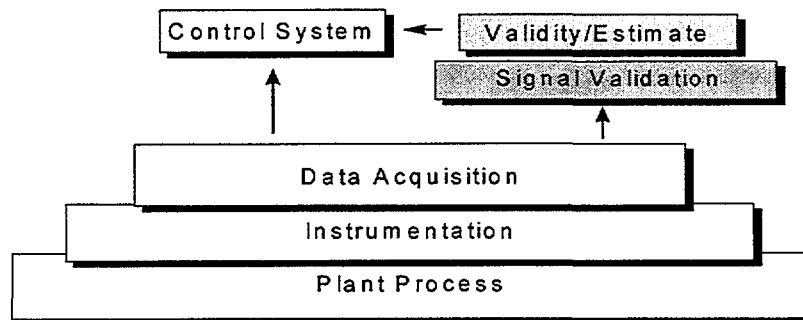 Control System
Validity/Estimate
Signal Validation
Data Acquisition
Instrumentation
Plant Process